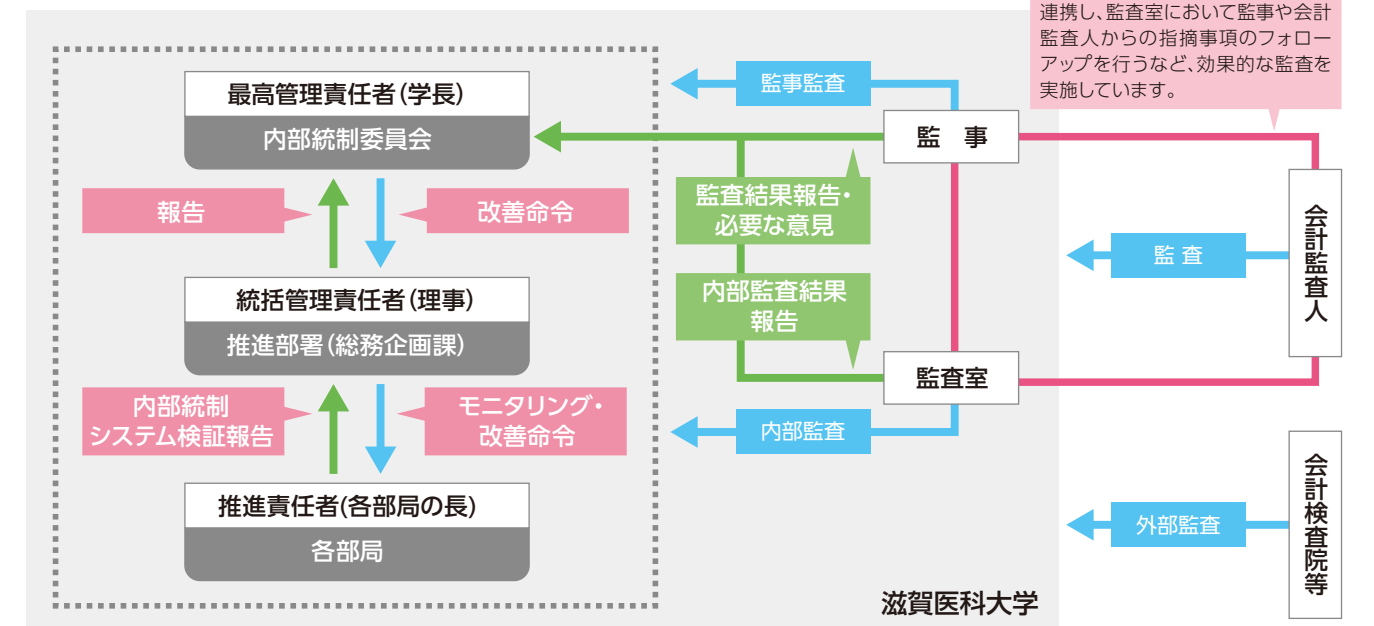 連携し、監査室において監事や会計
監査人からの指摘事項のフォロー
アップを行うなど、効果的な監査を
実施しています。
最高管理責任者(学長)
内部統制委員会
報告
改善命令
統括管理責任者(理事)
推進部署(総務企画課)
内部統制
システム検証報告
モニタリング・
改善命令
推進責任者(各部局の長)
各部局
監事監査
監事
監査結果報告・
必要な意見
内部監査結果
報告
監査室
内部監査
監査
会計監査人
外部監査
会計検査院等
滋賀医科大学